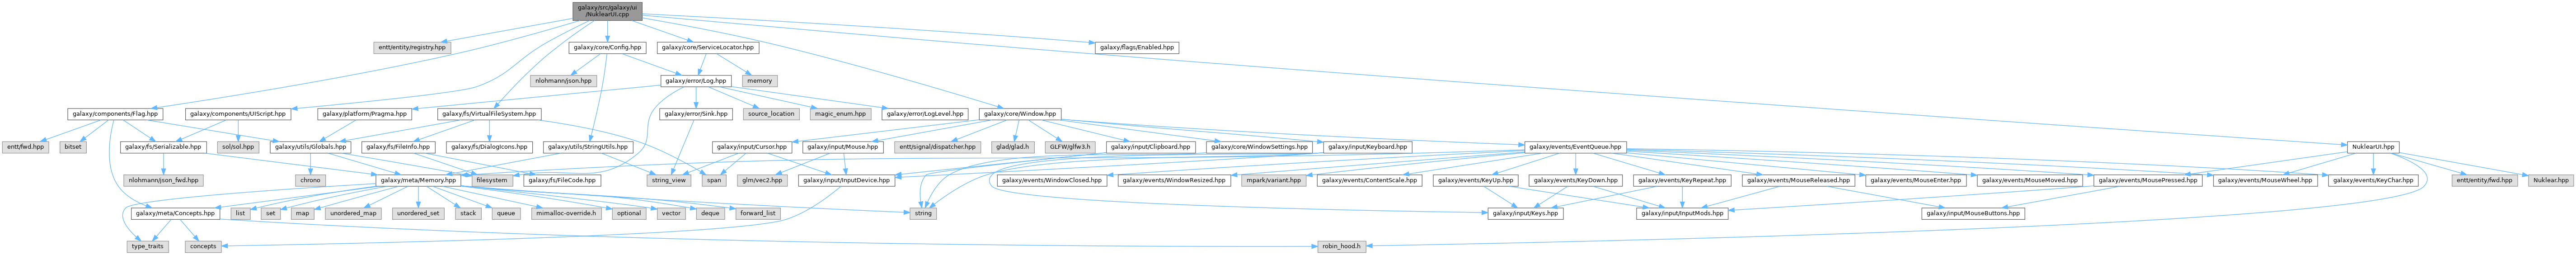 galaxy/src/galaxy/ui
/NuklearUI.cpp
entt/entity/registry.hpp
galaxy/core/Config.hpp
galaxy/core/ServiceLocator.hpp
galaxy/flags/Enabled.hpp
nlohmann/json.hpp
galaxy/error/Log.hpp
memory
galaxy/components/Flag.hpp
galaxy/components/UIScript.hpp
galaxy/platform/Pragma.hpp
galaxy/fs/VirtualFileSystem.hpp
galaxy/error/Sink.hpp
source_location
magic_enum.hpp
galaxy/error/LogLevel.hpp
galaxy/core/Window.hpp
entt/fwd.hpp
bitset
galaxy/fs/Serializable.hpp
sol/sol.hpp
galaxy/utils/Globals.hpp
galaxy/fs/FileInfo.hpp
galaxy/fs/DialogIcons.hpp
galaxy/utils/StringUtils.hpp
galaxy/input/Cursor.hpp
galaxy/input/Mouse.hpp
entt/signal/dispatcher.hpp
glad/glad.h
GLFW/glfw3.h
galaxy/input/Clipboard.hpp
galaxy/core/WindowSettings.hpp
galaxy/input/Keyboard.hpp
galaxy/events/EventQueue.hpp
NuklearUI.hpp
nlohmann/json_fwd.hpp
chrono
galaxy/meta/Memory.hpp
filesystem
galaxy/fs/FileCode.hpp
string_view
span
glm/vec2.hpp
galaxy/input/InputDevice.hpp
galaxy/events/WindowClosed.hpp
galaxy/events/WindowResized.hpp
mpark/variant.hpp
galaxy/events/ContentScale.hpp
galaxy/events/KeyUp.hpp
galaxy/events/KeyDown.hpp
galaxy/events/KeyRepeat.hpp
galaxy/events/MouseReleased.hpp
galaxy/events/MouseEnter.hpp
galaxy/events/MouseMoved.hpp
galaxy/events/MousePressed.hpp
galaxy/events/MouseWheel.hpp
galaxy/events/KeyChar.hpp
entt/entity/fwd.hpp
Nuklear.hpp
galaxy/meta/Concepts.hpp
list
set
map
unordered_map
unordered_set
stack
queue
mimalloc-override.h
optional
vector
deque
forward_list
string
galaxy/input/Keys.hpp
galaxy/input/InputMods.hpp
galaxy/input/MouseButtons.hpp
type_traits
concepts
robin_hood.h